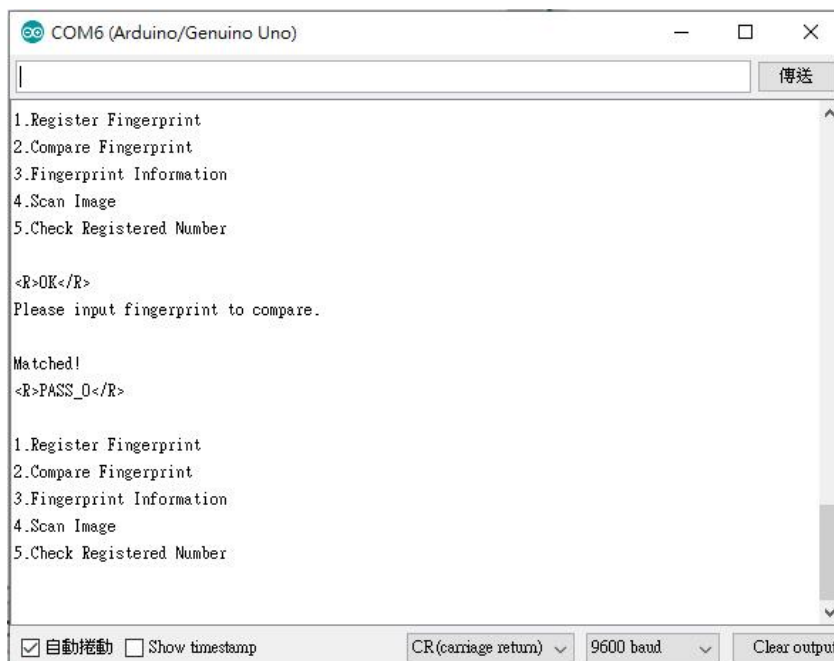 COM6 (Arduino/Genuino Uno)
傳送
1.Register Fingerprint
2.Compare Fingerprint
3.Fingerprint Information
4.Scan Image
5.Check Registered Number
<R>OK</R>
Please input fingerprint to compare.
Matched!
<R>PASS_0</R>
1.Register Fingerprint
2.Compare Fingerprint
3.Fingerprint Information
4.Scan Image
5.Check Registered Number
自動捲動 Show timestamp CR(carriage return) 9600 baud Clear output